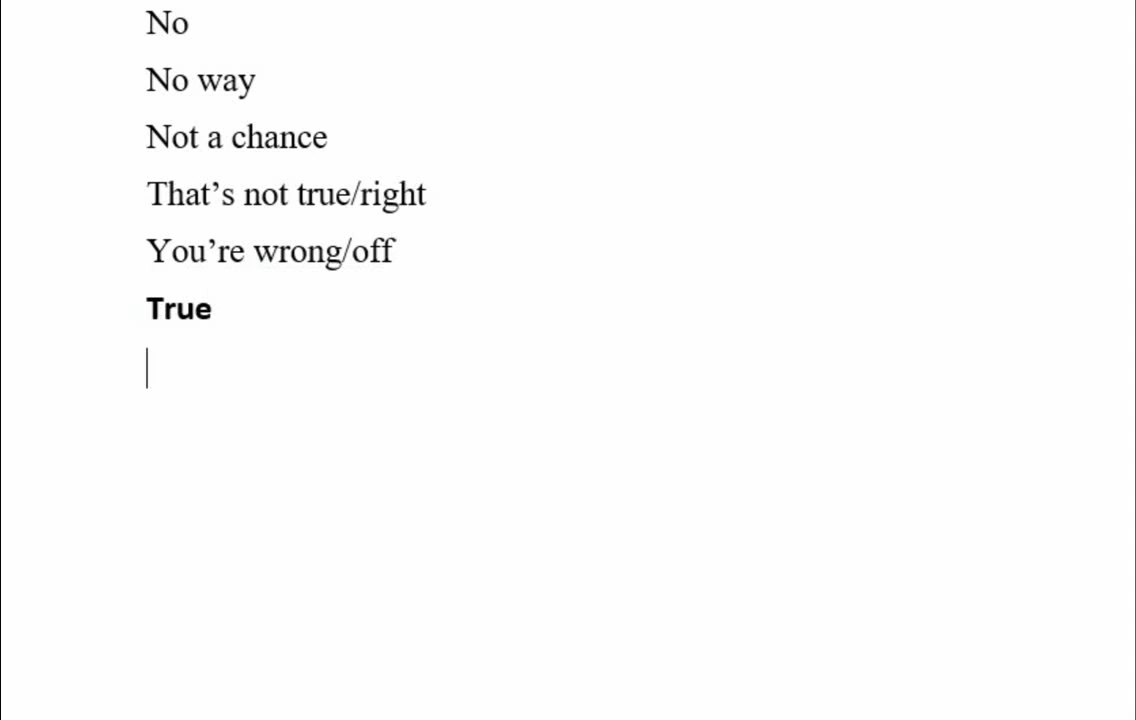 No
No way
Not a chance
That’s not true/right
You’re wrong/off
True